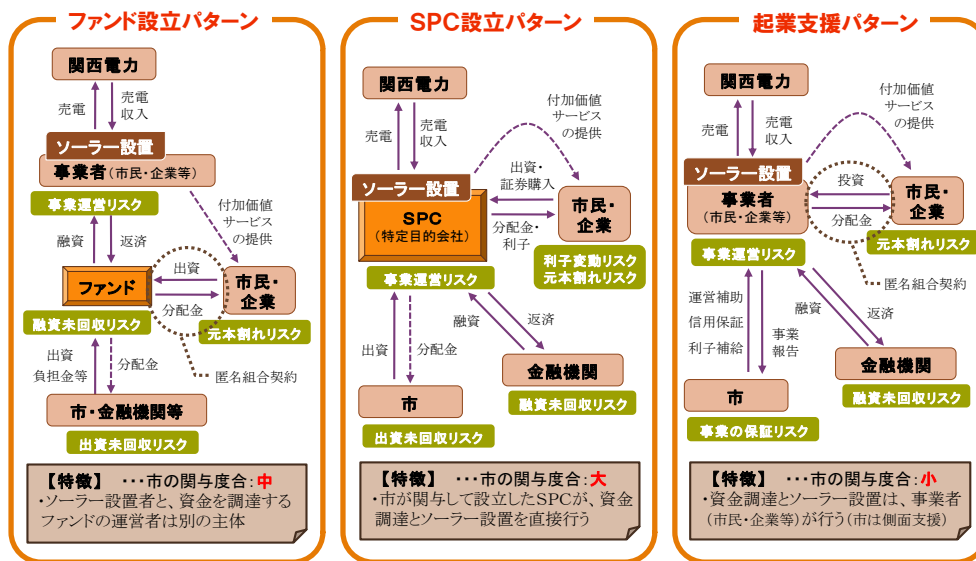 ファンド設立パターン
関西電力
売電
売電
収入
ソーラー設置
事業者(市民・企業等)
事業運営リスク
付加価値
サービス
の提供
融資
返済
出資
ファンド
分配金
市民・
企業
融資未回収リスク
元本割れリスク
出資
負担金等
分配金
匿名組合契約
市・金融機関等
出資未回収リスク
【特徴】 ・・・市の関与度合:中
・ソーラー設置者と、資金を調達する
ファンドの運営者は別の主体
SPC設立パターン
関西電力
付加価値
サービス
の提供
売電
売電
収入
ソーラー設置
出資・
証券購入
SPC
(特定目的会社)
市民・
企業
分配金・
利子
事業運営リスク
利子変動リスク
元本割れリスク
融資
返済
出資
分配金
金融機関
市
融資未回収リスク
出資未回収リスク
【特徴】 ・・・市の関与度合:大
・市が関与して設立したSPCが、資金
調達とソーラー設置を直接行う
起業支援パターン
関西電力
付加価値
サービス
の提供
売電
売電
収入
ソーラー設置
投資
事業者
(市民・企業等)
市民・
企業
分配金
事業運営リスク
元本割れリスク
匿名組合契約
運営補助
信用保証
利子補給
事業
報告
融資
返済
金融機関
市
融資未回収リスク
事業の保証リスク
【特徴】 ・・・市の関与度合:小
・資金調達とソーラー設置は、事業者
(市民・企業等)が行う(市は側面支援)